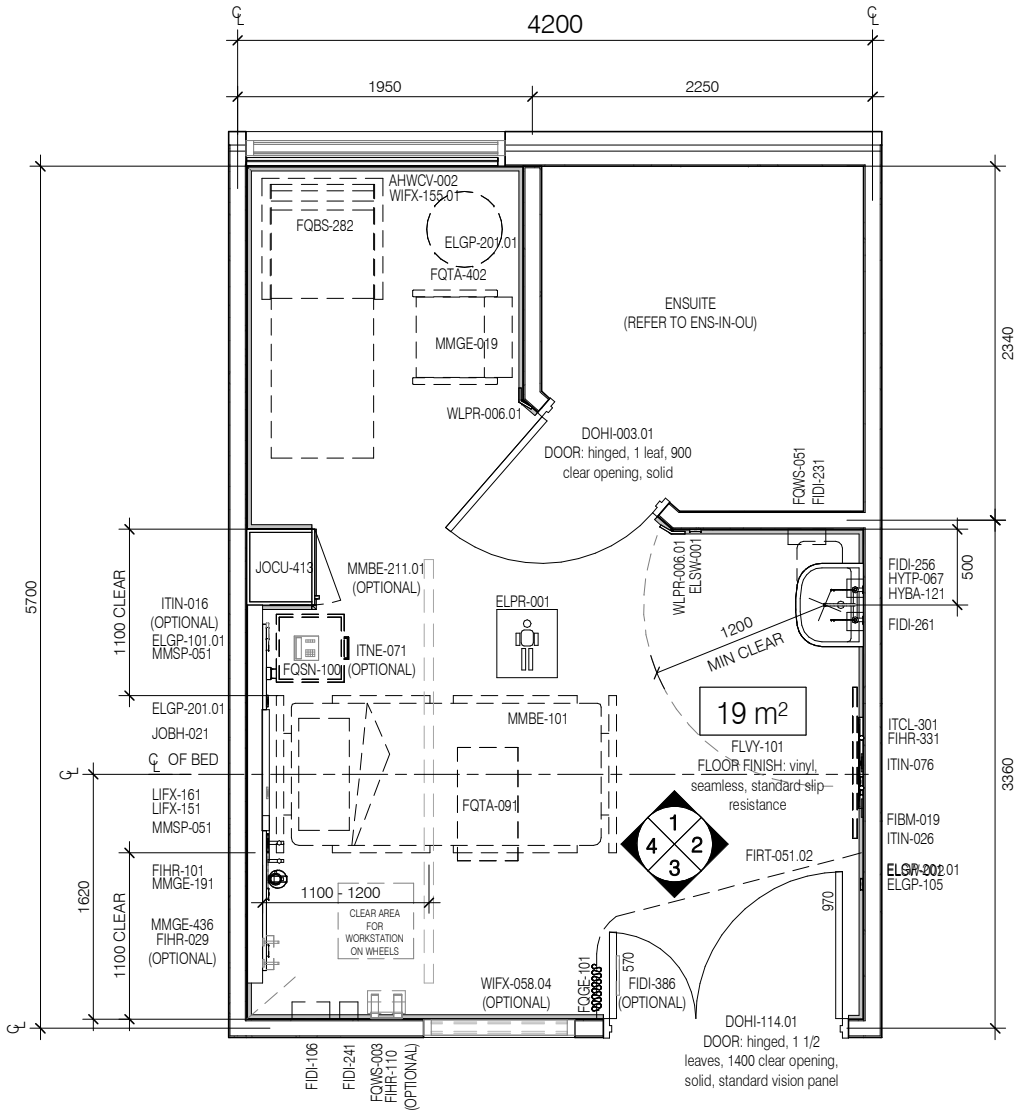 ℄
℄
4200
1950
2250
AHWCV-002
WIFX-155.01
FQBS-282
ELGP-201.01
FQTA-402
MMGE-019
WLPR-006.01
ENSUITE
(REFER TO ENS-IN-OU)
2340
DOHI-003.01
DOOR: hinged, 1 leaf, 900
clear opening, solid
FQWS-051
FIDI-231
5700
1100 CLEAR
JOCU-413
MMBE-211.01
(OPTIONAL)
WLPR-006.01
ELSW-001
FIDI-256
HYTP-067
HYBA-121
500
ITIN-016
(OPTIONAL)
ELGP-101.01
MMSP-051
ELPR-001
FIDI-261
FQSN-100
ITNE-071
(OPTIONAL)
1200
MIN CLEAR
ELGP-201.01
JOBH-021
MMBE-101
19 m²
FLVY-101
FLOOR FINISH: vinyl,
seamless, standard slip
resistance
ITCL-301
FIHR-331
ITIN-076
℄ OF BED
℄
LIFX-161
LIFX-151
MMSP-051
FQTA-091
3360
1
2
3
4
FIBM-019
ITIN-026
FIRT-051.02
ELGP-105
FIHR-101
MMGE-191
1620
1100 CLEAR
1100 - 1200
CLEAR AREA
FOR
WORKSTATION
ON WHEELS
970
MMGE-436
FIHR-029
(OPTIONAL)
WIFX-058.04
(OPTIONAL)
FQGE-101
570
FIDI-386
(OPTIONAL)
℄
DOHI-114.01
DOOR: hinged, 1 1/2
leaves, 1400 clear opening,
solid, standard vision panel
FIDI-106
FIDI-241
FQWS-003
FIHR-110
(OPTIONAL)